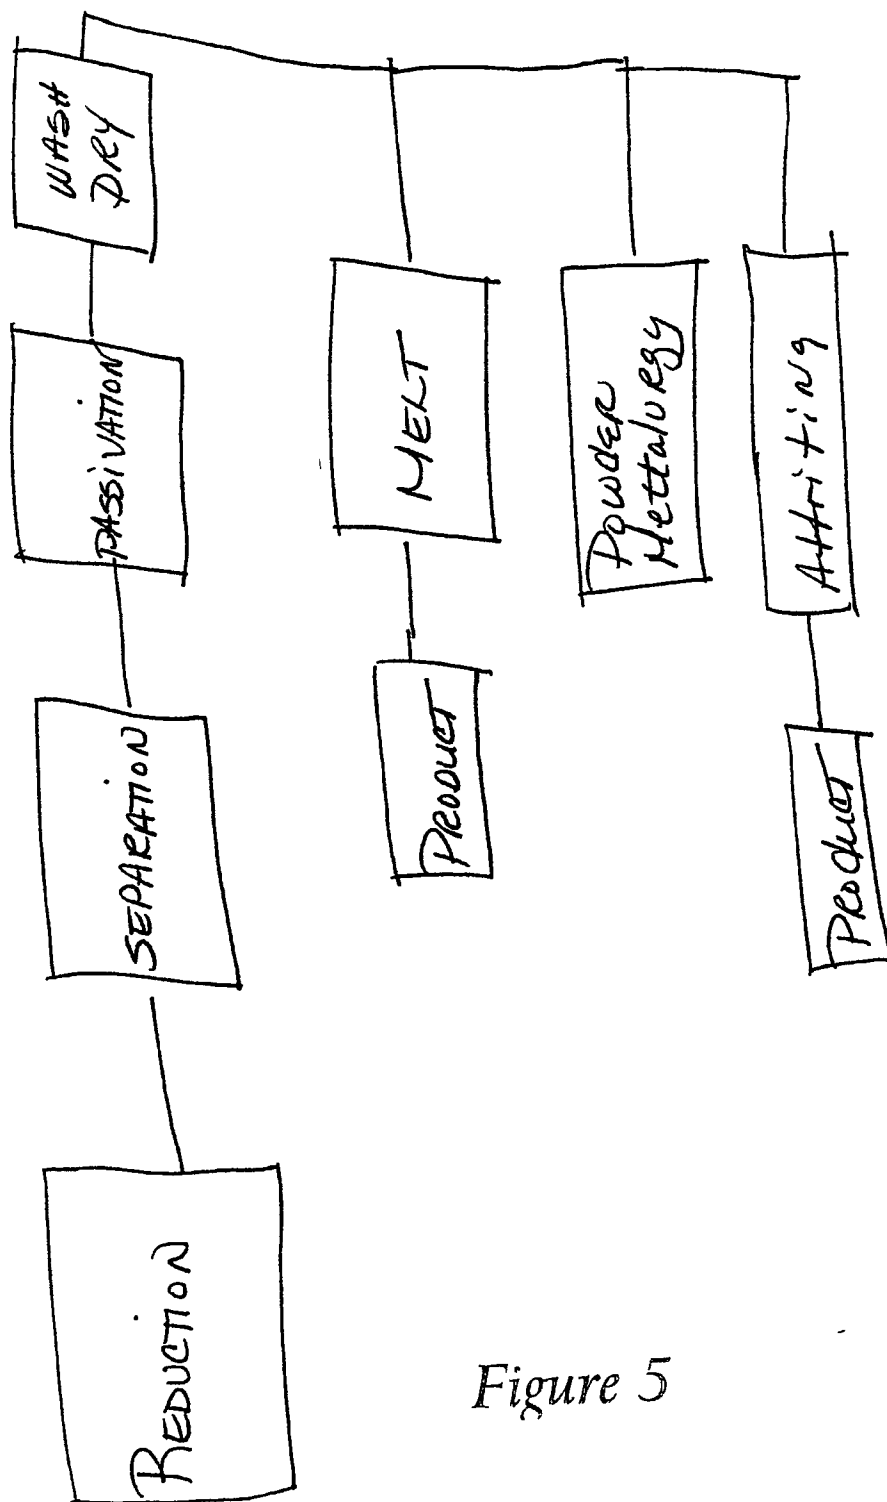 REDUCTION
SEPARATION
PASSIVATION
WASH
DRY
MELT
PRODUCT
Powder
Mettalurgy
Attriting
Product
Figure 5